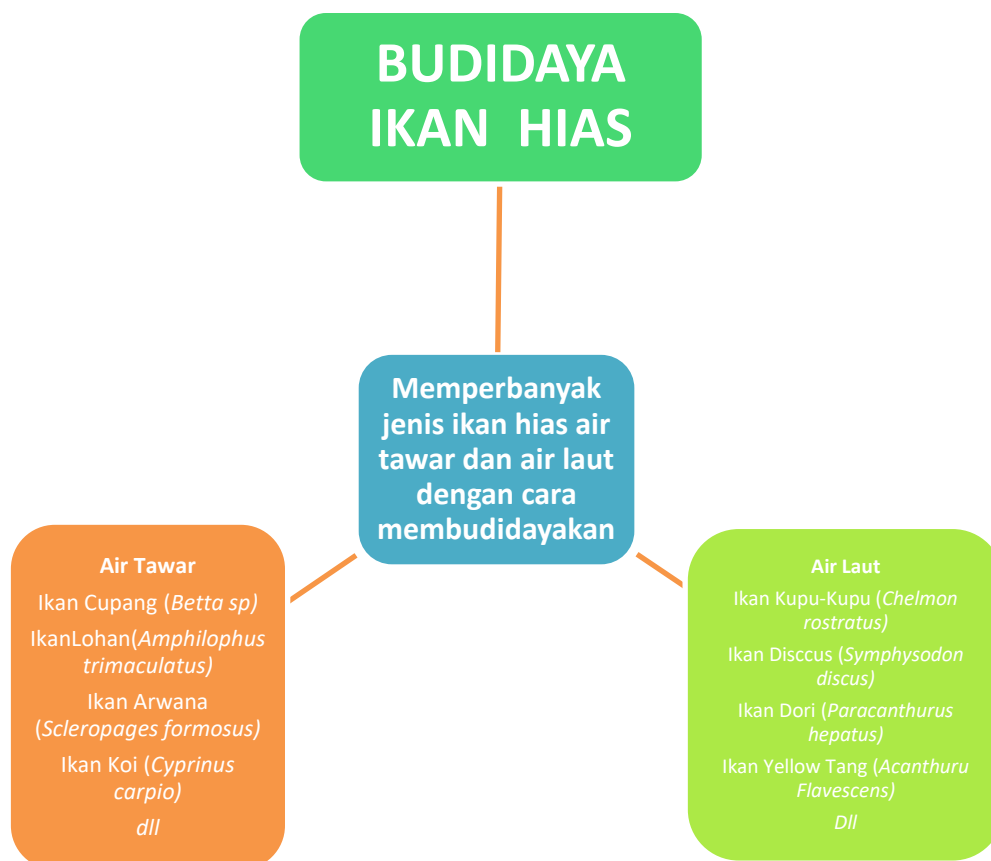 BUDIDAYA
IKAN HIAS
Memperbanyak
jenis ikan hias air
tawar dan air laut
dengan cara
membudidayakan
Air Tawar
Ikan Cupang (Betta sp)
IkanLohan(Amphilophus
trimaculatus)
Ikan Arwana
(Scleropages formosus)
Ikan Koi (Cyprinus
carpio)
dll
Air Laut
Ikan Kupu-Kupu (Chelmon
rostratus)
Ikan Disccus (Symphysodon
discus)
Ikan Dori (Paracanthurus
hepatus)
Ikan Yellow Tang (Acanthuru
Flavescens)
Dll